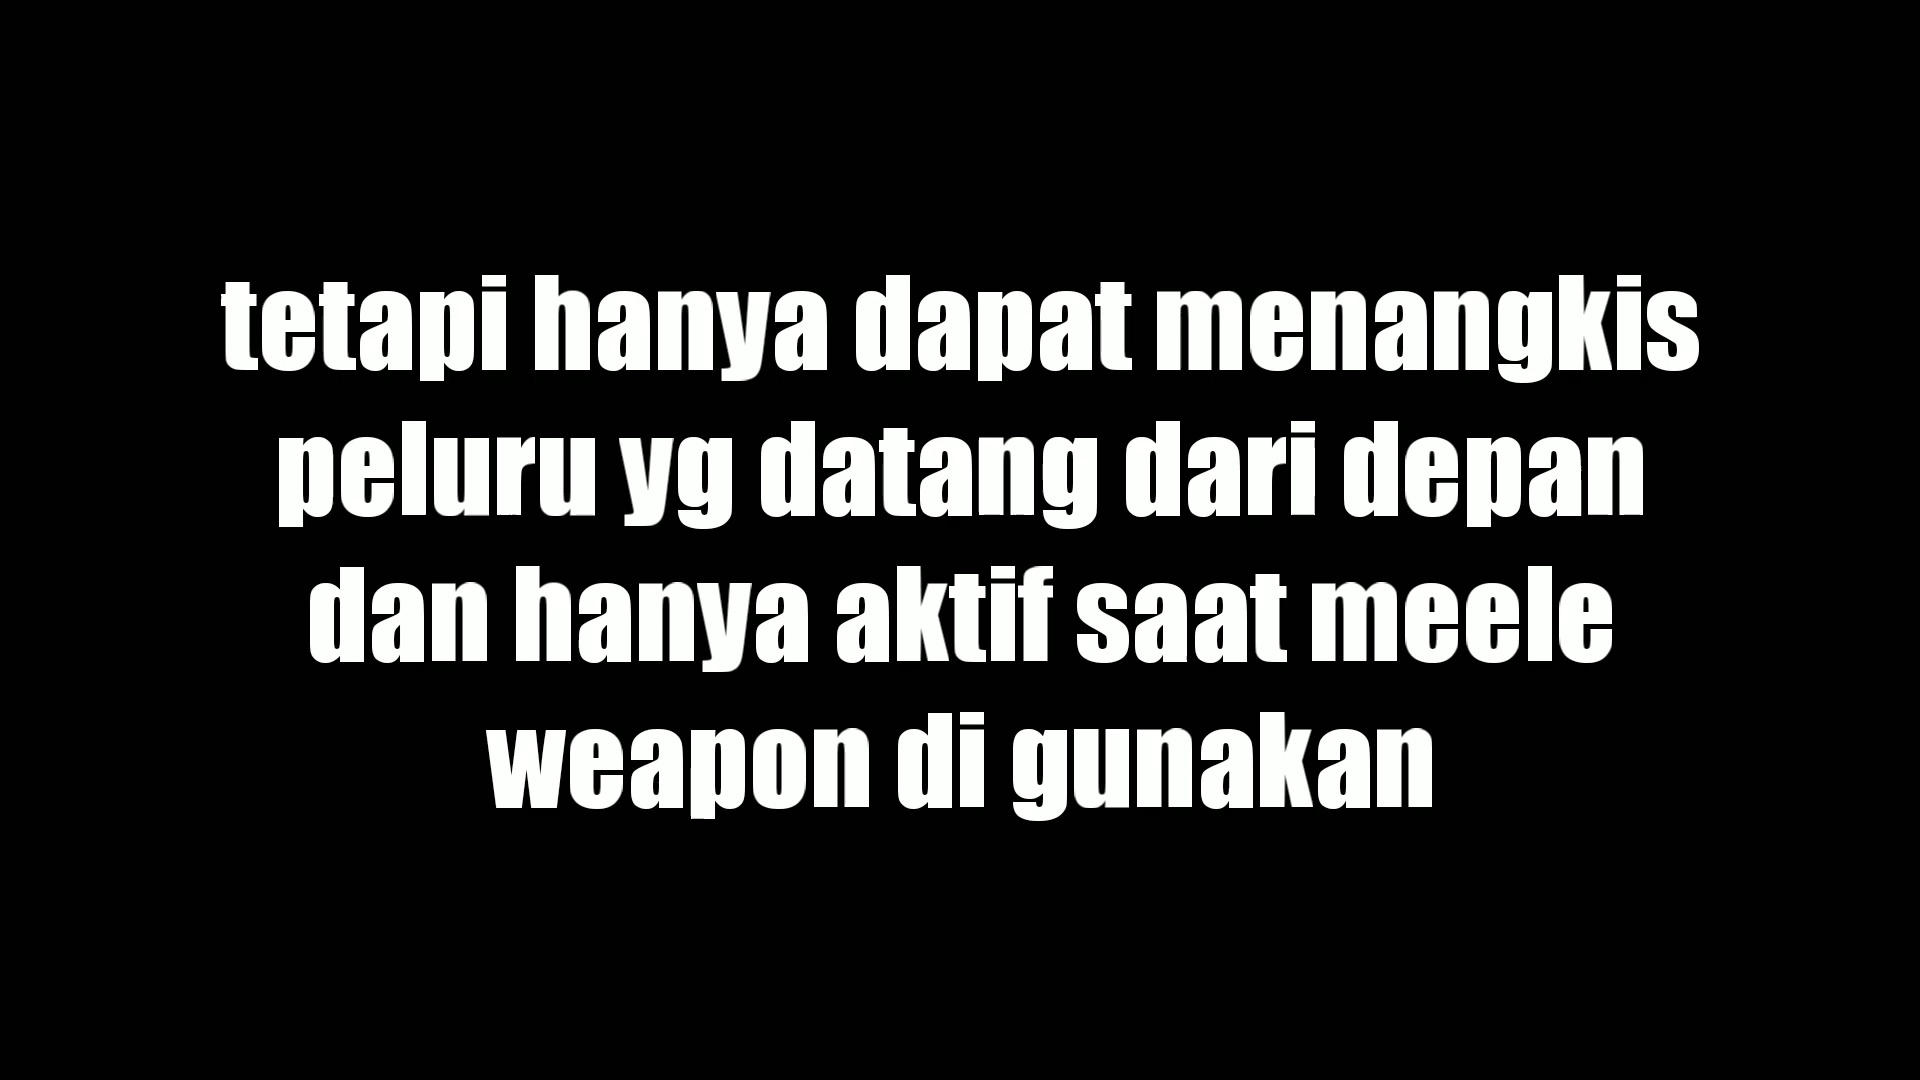 tetapi hanya dapat menangkis
peluru yg datang dari depan
dan hanya aktif saat meele
weapon di gunakan